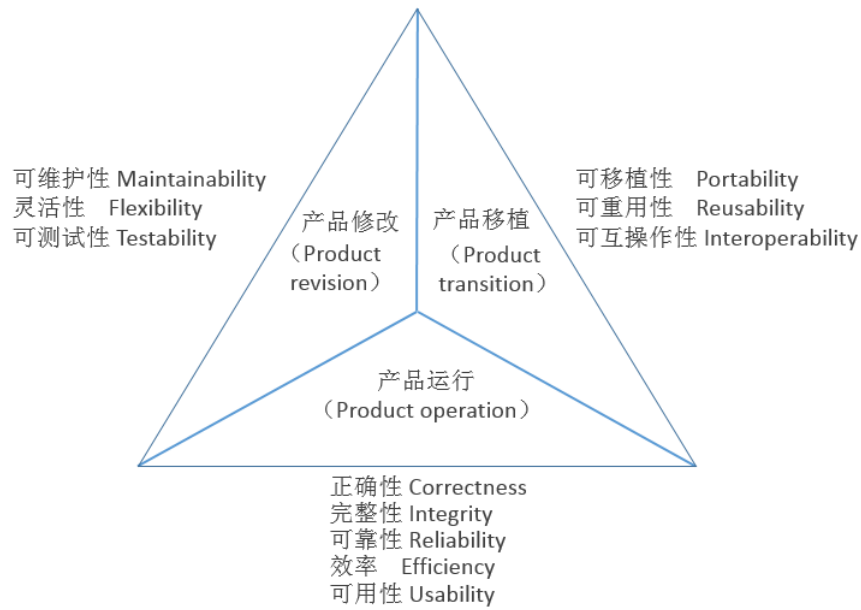 可维护性 Maintainability
灵活性 Flexibility
可测试性 Testability
产品修改
（Product
revision）
产品移植
（Product
transition）
可移植性 Portability
可重用性 Reusability
可互操作性 Interoperability
产品运行
（Product operation）
正确性 Correctness
完整性 Integrity
可靠性 Reliability
效率 Efficiency
可用性 Usability